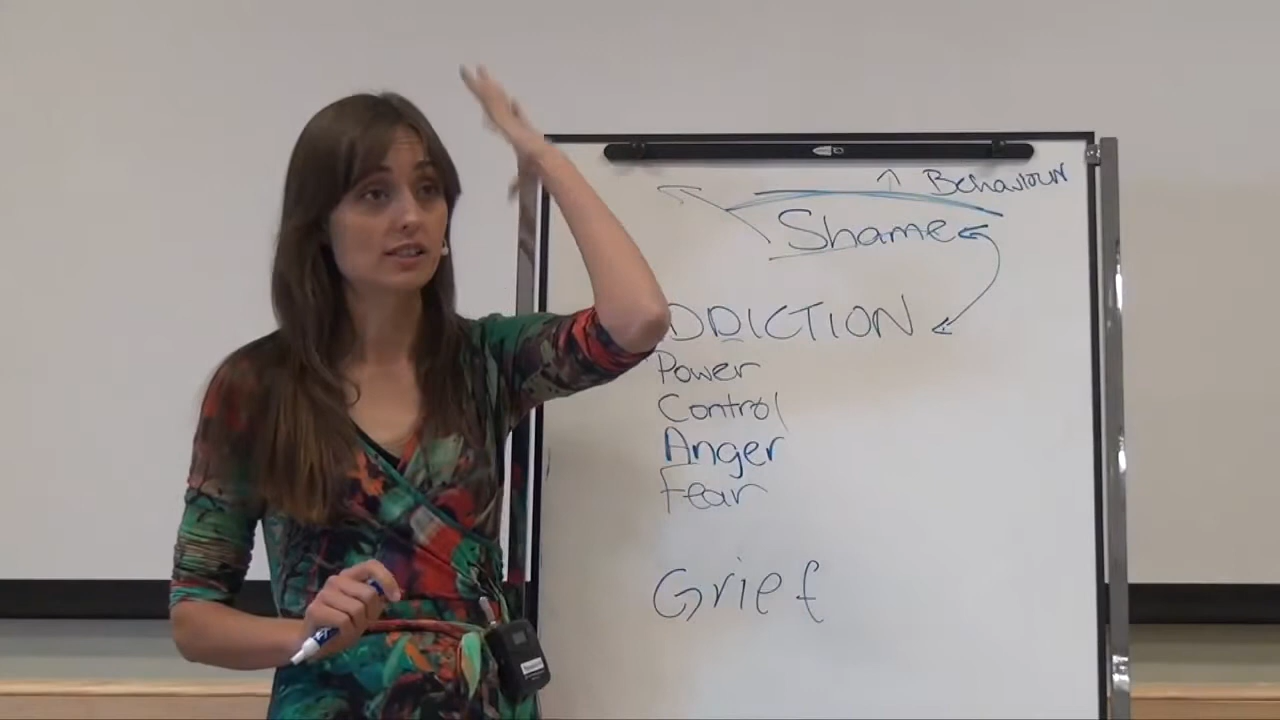 Behaviour
Shame
DDICTION
Power
Control
Anger
Fear
Grief